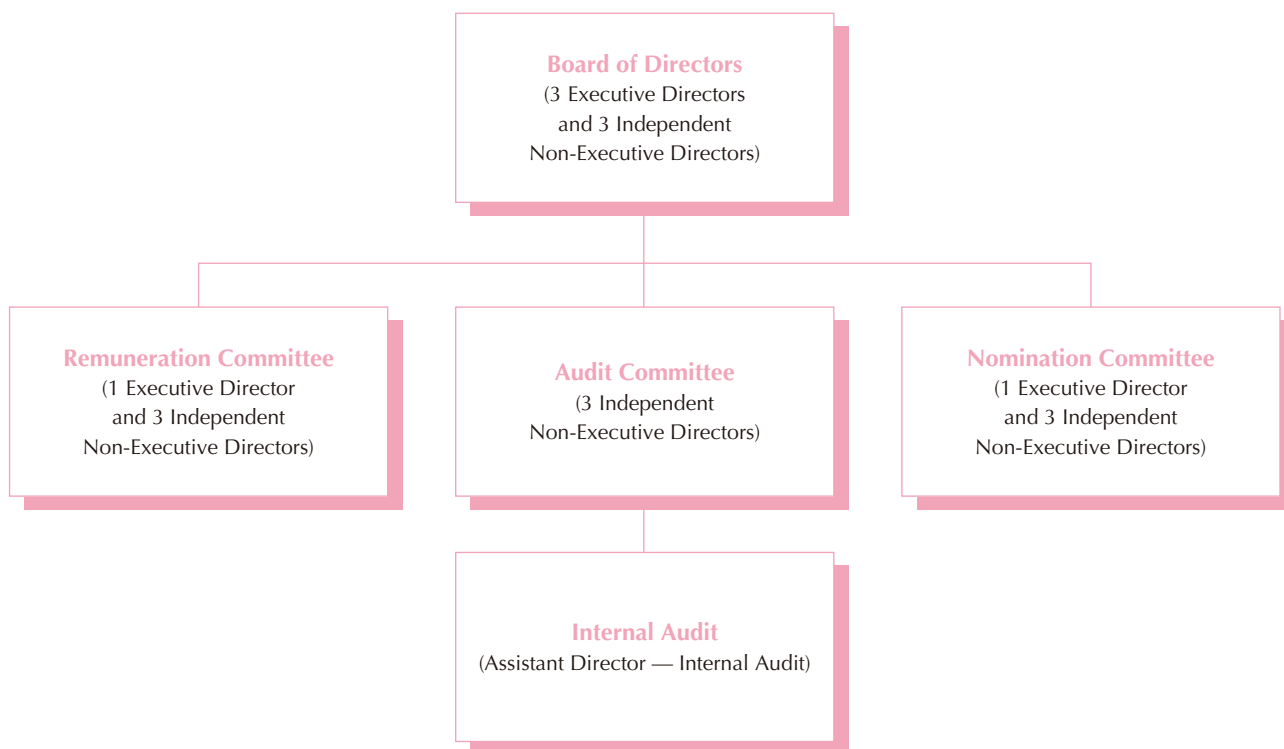 Board of Directors
(3 Executive Directors
and 3 Independent
Non-Executive Directors)
Remuneration Committee
(1 Executive Director
and 3 Independent
Non-Executive Directors)
Audit Committee
(3 Independent
Non-Executive Directors)
Nomination Committee
(1 Executive Director
and 3 Independent
Non-Executive Directors)
Internal Audit
(Assistant Director — Internal Audit)